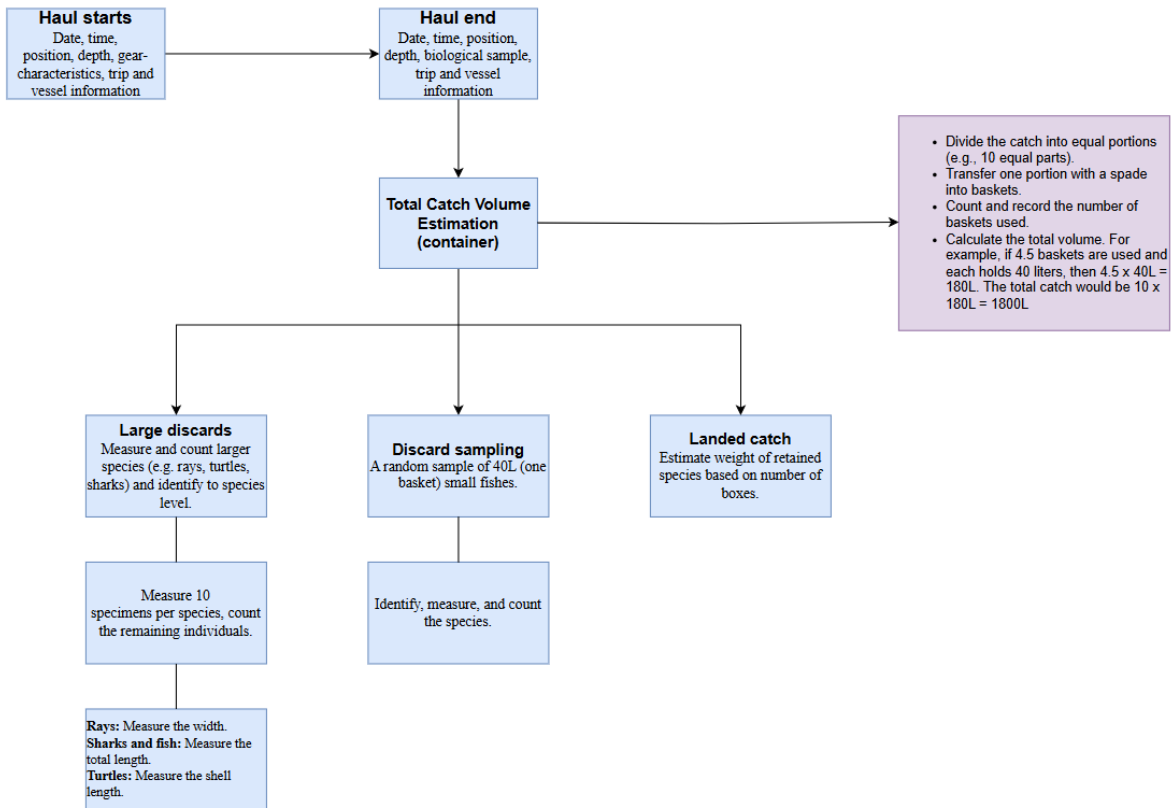 Haul starts
Date, time,
position, depth, gear-
characteristics, trip and
vessel information
Haul end
Date, time, position,
depth, biological sample,
trip and vessel
information
Total Catch Volume
Estimation
(container)
• Divide the catch into equal portions
(e.g., 10 equal parts).
• Transfer one portion with a spade
into baskets.
• Count and record the number of
baskets used.
• Calculate the total volume. For
example, if 4.5 baskets are used and
each holds 40 liters, then 4.5 x 40L =
180L. The total catch would be 10 x
180L = 1800L
Large discards
Measure and count larger
species (e.g. rays, turtles,
sharks) and identify to species
level.
Discard sampling
A random sample of 40L (one
basket) small fishes.
Landed catch
Estimate weight of retained
species based on number of
boxes.
Measure 10
specimens per species, count
the remaining individuals.
Identify, measure, and count
the species.
Rays: Measure the width.
Sharks and fish: Measure the
total length.
Turtles: Measure the shell
length.